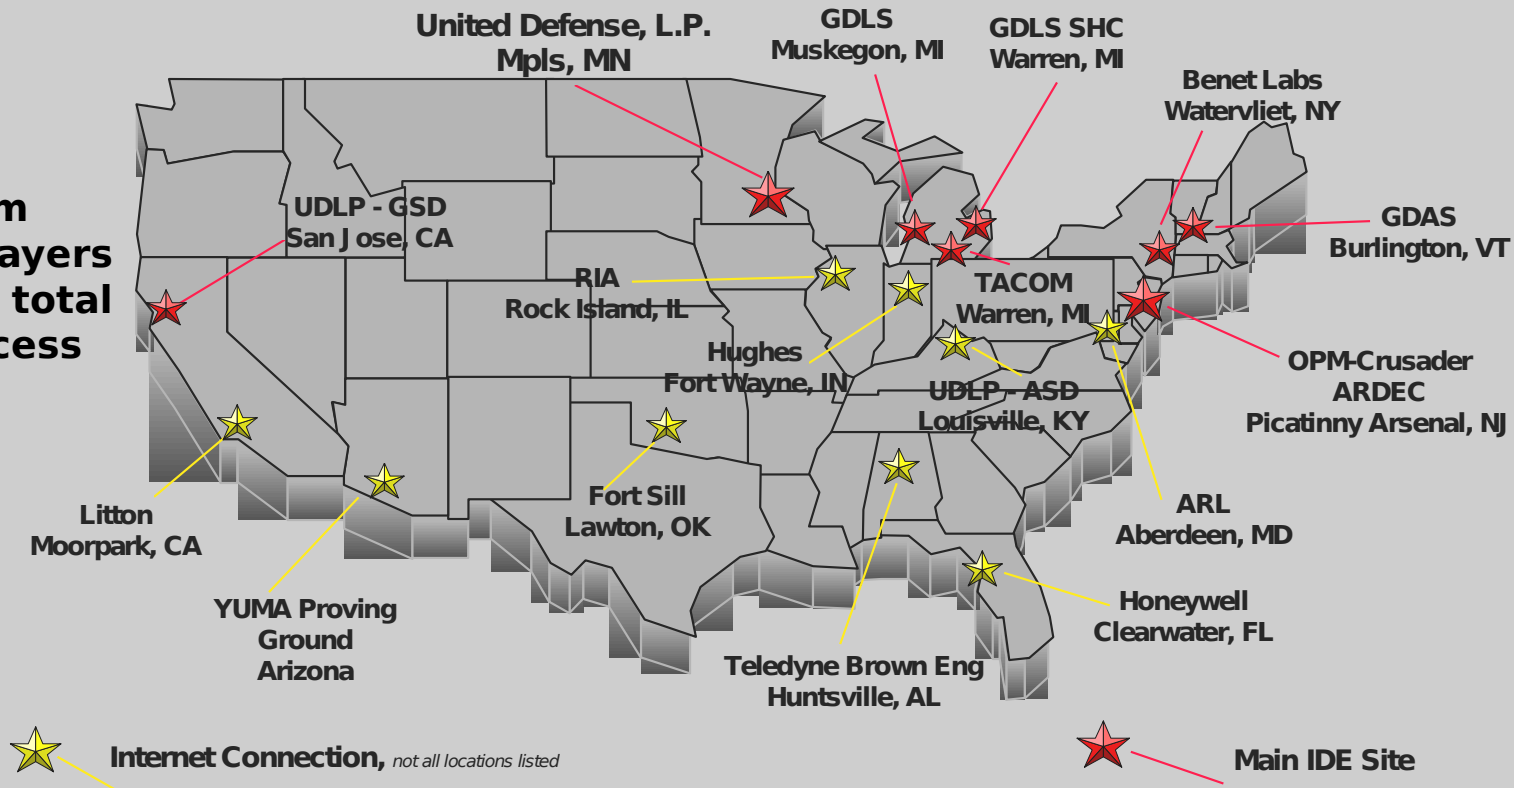 United Defense, L.P.
Mpls, MN
GDLS
Muskegon, MI
GDLS SHC
Warren, MI
Benet Labs
Watervliet, NY
UDLP - GSD
San Jose, CA
GDAS
Burlington, VT
ayers
total
RIA
Rock Island, IL
TACOM
Warren, MI
Hughes
Fort Wayne, IN
OPM-Crusader
ARDEC
Picatinny Arsenal, NJ
UDLP - ASD
Louisville, KY
Litton
Moorpark, CA
Fort Sill
Lawton, OK
ARL
Aberdeen, MD
YUMA Proving
Ground
Arizona
Honeywell
Clearwater, FL
Teledyne Brown Eng
Huntsville, AL
Internet Connection, not all locations listed
Main IDE Site